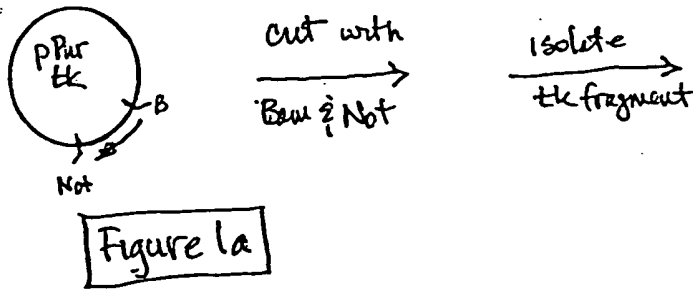 pPur
tk
B
Not
cut with
Bam & Not
isolate
tk fragment
Figure 1a